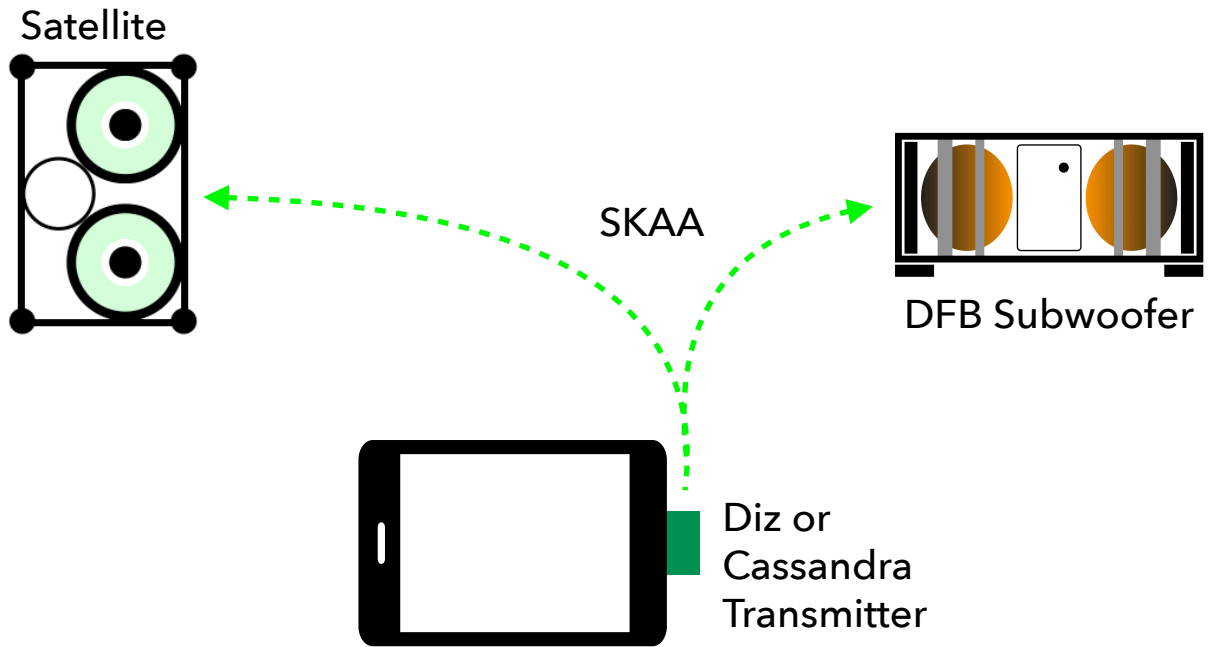 Satellite
SKAA
DFB Subwoofer
Diz or
Cassandra
Transmitter